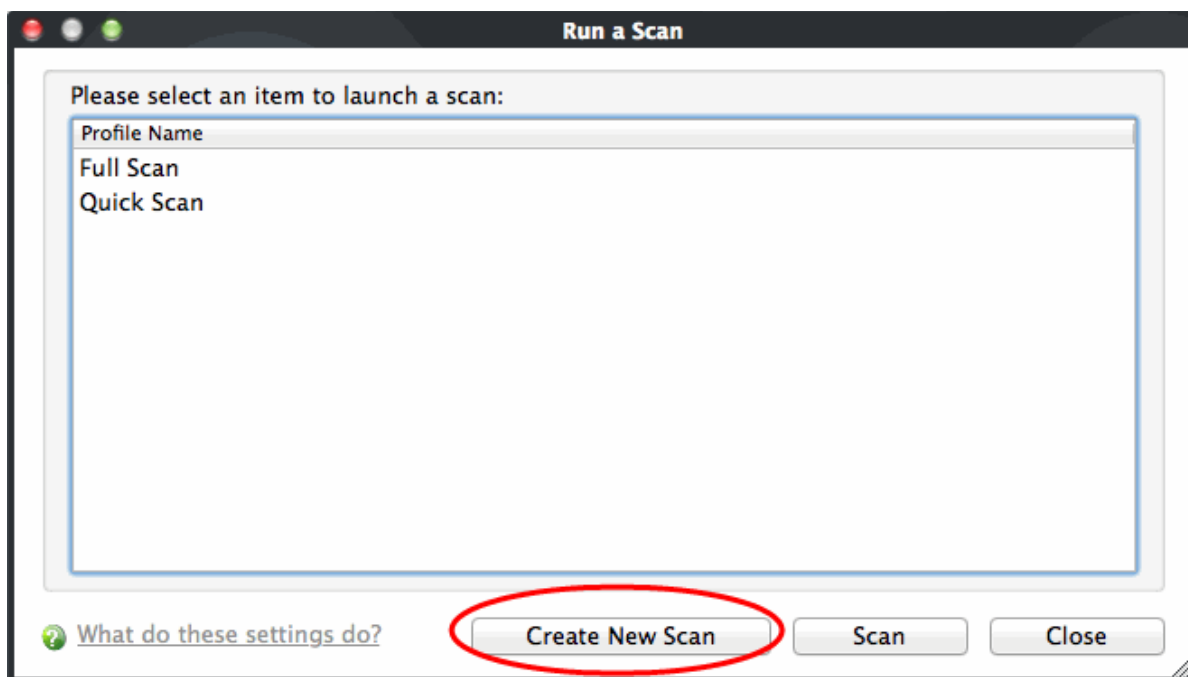 Run a Scan
Please select an item to launch a scan:
Profile Name
Full Scan
Quick Scan
What do these settings do?
Create New Scan
Scan
Close